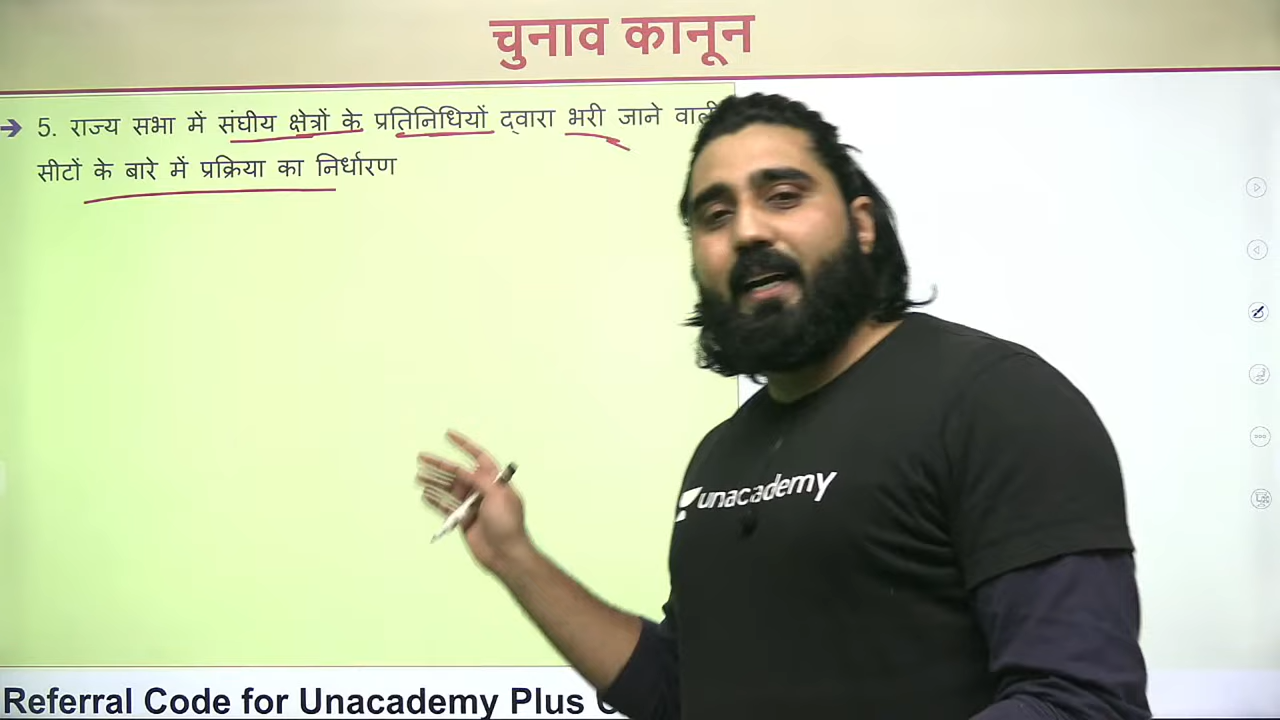 चुनाव कानून
➔ 5. राज्य सभा में संघीय क्षेत्रों के प्रतिनिधियों द्वारा भरी जाने वाली
सीटों के बारे में प्रक्रिया का निर्धारण
unacademy
Referral Code for Unacademy Plus